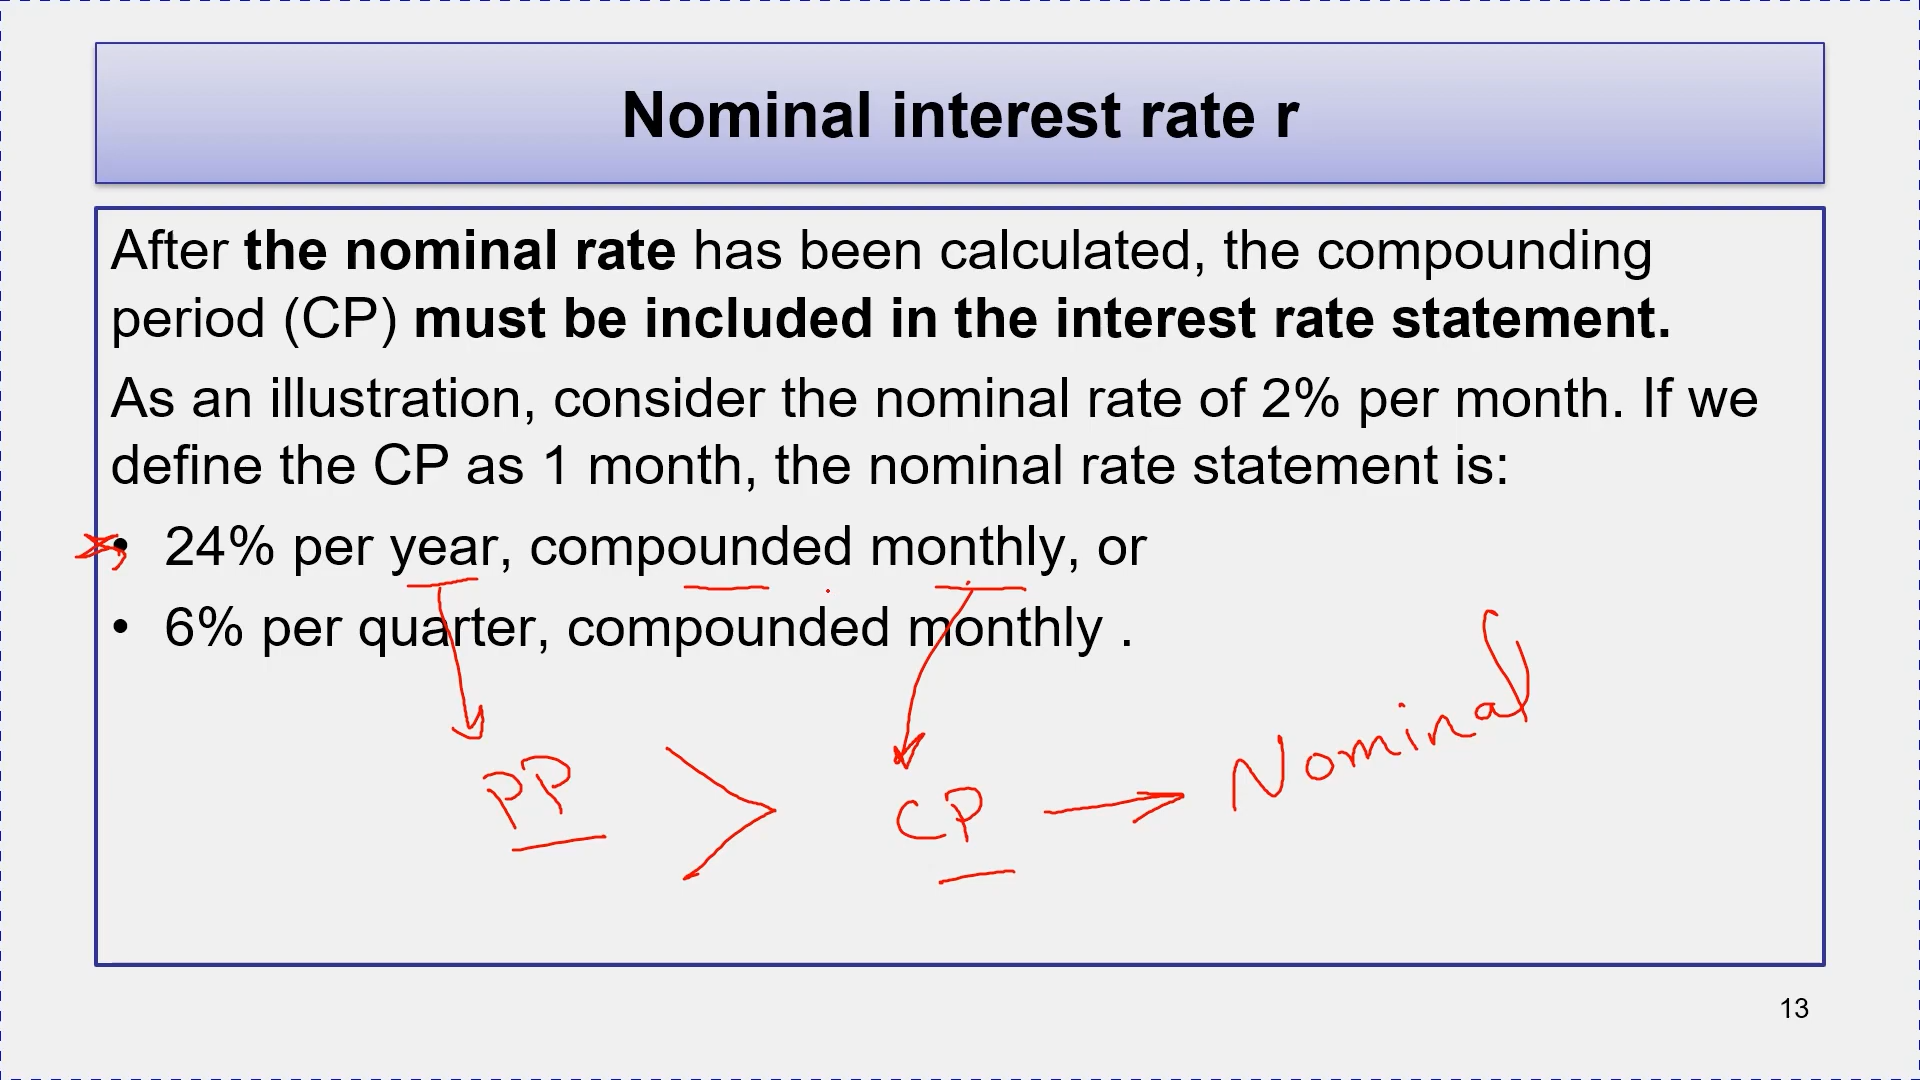 Nominal interest rate r
After the nominal rate has been calculated, the compounding
period (CP) must be included in the interest rate statement.
As an illustration, consider the nominal rate of 2% per month. If we
define the CP as 1 month, the nominal rate statement is:
• 24% per year, compounded monthly, or
• 6% per quarter, compounded monthly .
PP > CP → Nominal
13